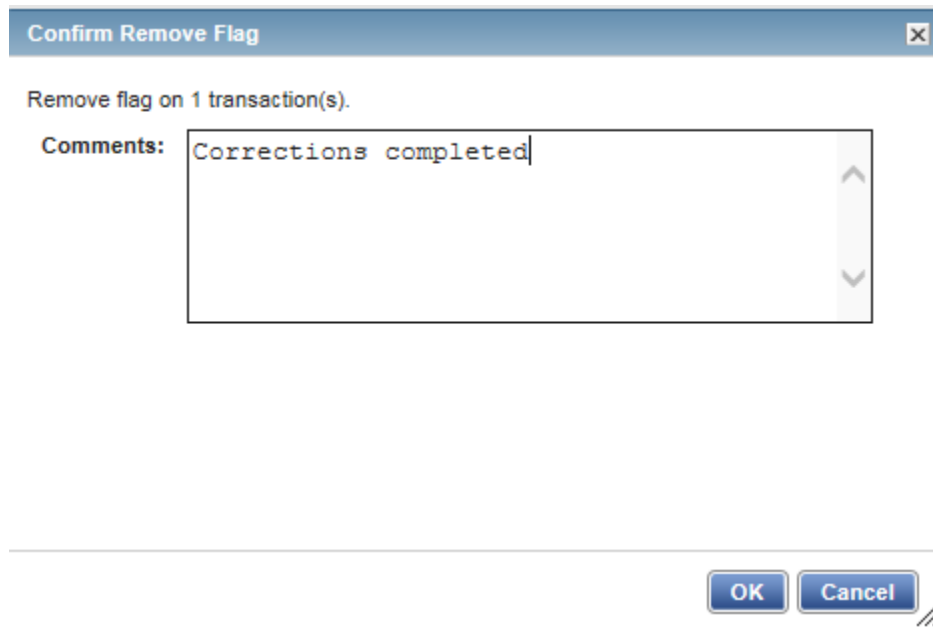 Confirm Remove Flag
Remove flag on 1 transaction(s).
Comments:
Corrections completed
OK
Cancel